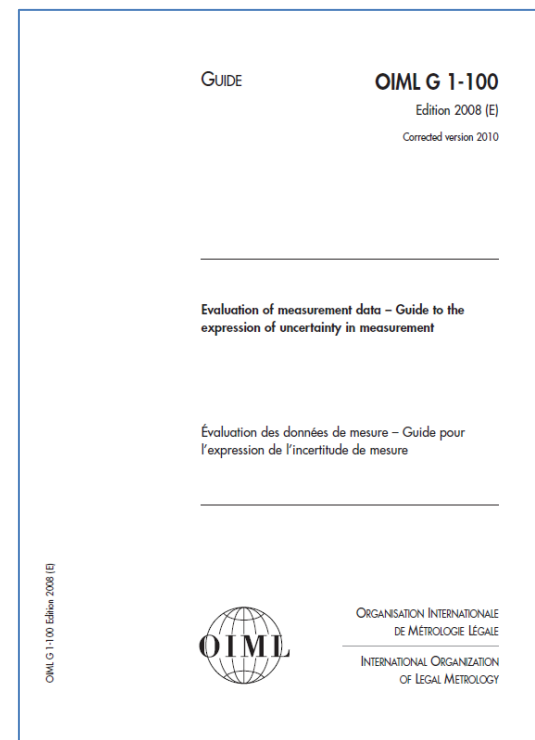 GUIDE
OIML G 1-100
Edition 2008 (E)
Corrected version 2010
Evaluation of measurement data – Guide to the
expression of uncertainty in measurement
Évaluation des données de mesure – Guide pour
l'expression de l'incertitude de mesure
OIML G 1-100 Edition 2008 (E)
OIML
ORGANISATION INTERNATIONALE
DE MÉTROLOGIE LÉGALE
INTERNATIONAL ORGANIZATION
OF LEGAL METROLOGY